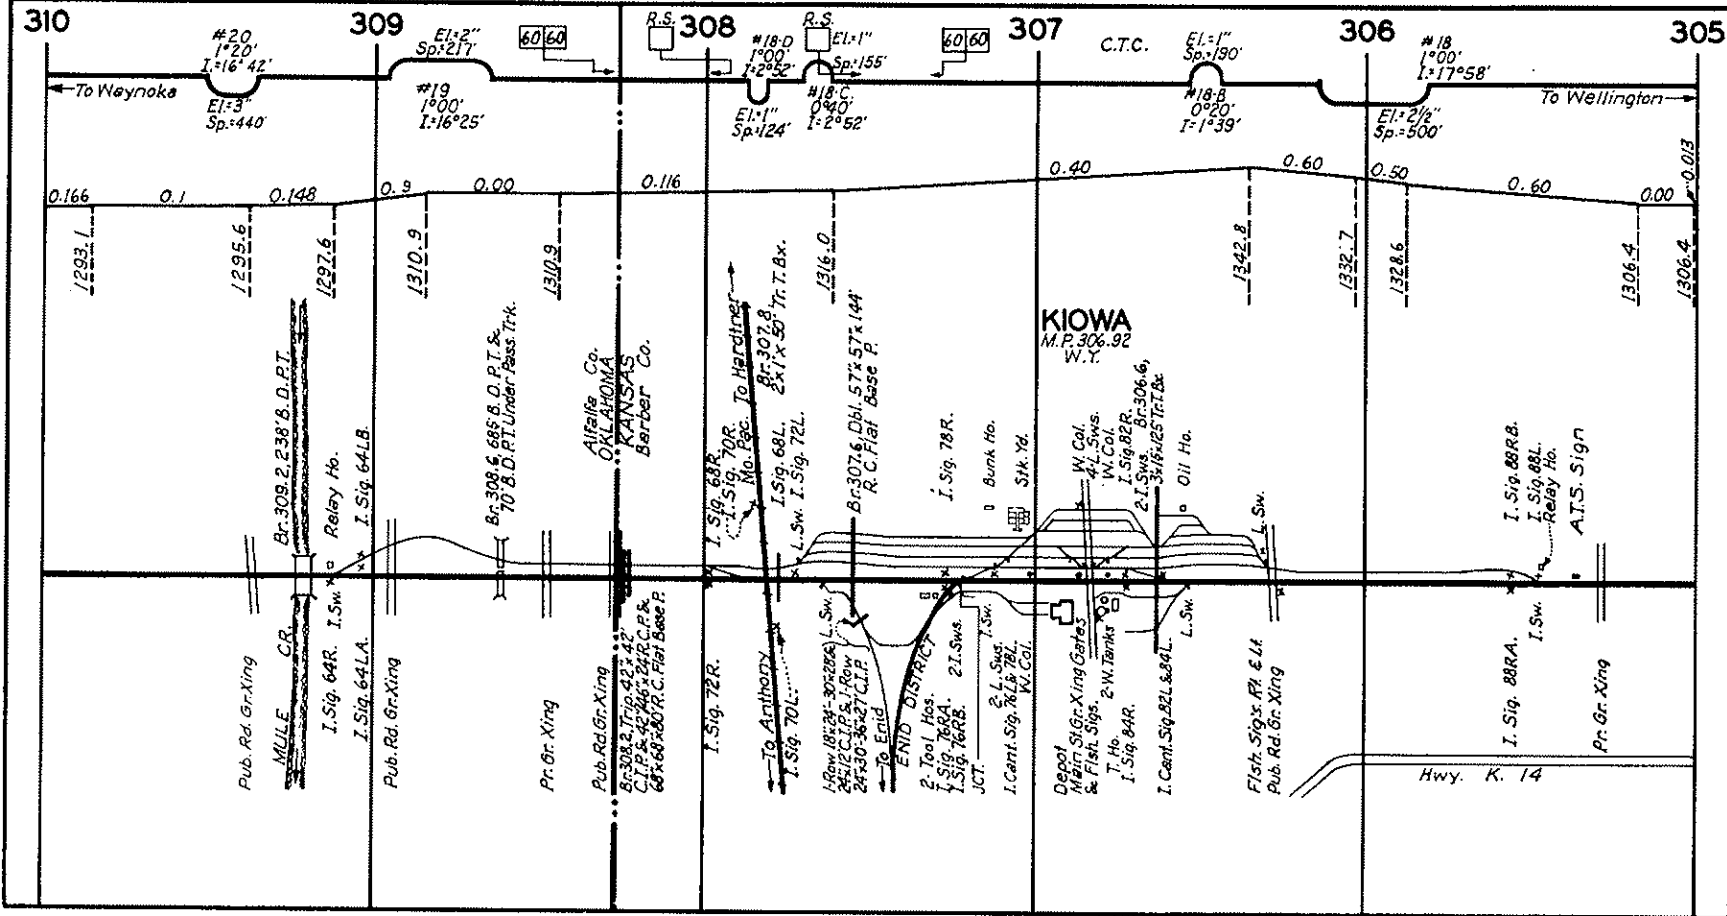 310
309
308
307
306
305
#20
1°20'
I.=16°42'
El.=3"
Sp.=440'
El.=2"
Sp.=217'
#19
1°00'
I.=16°25'
60 60
R.S.
#18-D
1°00'
I=2°52'
El.=1"
Sp.=124'
R.S.
El.=1"
Sp.=155'
#18-C.
0°40'
I=2°52'
60 60
C.T.C.
El.=1"
Sp.=190'
#18-B
0°20'
I=1°39'
#18
1°00'
I.=17°58'
El.=2½"
Sp.=500'
To Waynoka
To Wellington
0.166
0.1
0.148
0.9
0.00
0.116
0.40
0.60
0.50
0.60
0.00
0.013
1293.1
1295.6
1297.6
1310.9
1310.9
1316.0
1342.8
1332.7
1328.6
1306.4
1306.4
Br. 309.2, 238' B.D.P.T.
Relay Ho.
I. Sig. 64LB.
Br. 308.6, 68.5' B.D.P.T. &
70' B.D.P.T. Under Pass. Trk.
Alfalfa Co.
OKLAHOMA
KANSAS
Barber Co.
I. Sig. 68R.
I. Sig. 70R.
Mo. Pac. To Hardtner
Br. 307.8,
2 x 1' x 50' Tr. T. Bx.
I. Sig. 68L.
L. Sw. I. Sig. 72L.
Br. 307.6, Dbl. 57" x 57" x 144'
R.C. Flat Base P.
I. Sig. 78R.
Bunk Ho.
Stk. Yd.
KIOWA
M.P. 306.92
W.Y.
W. Col.
4-L. Sws.
W. Col.
I. Sig. 82R.
2-I. Sws.
Br. 306.6,
3'x16'x125' Tr. T. Bx.
Oil Ho.
L. Sw.
I. Sig. 88RB.
I. Sig. 88L.
Relay Ho.
A.T.S. Sign
Pub. Rd. Gr. Xing
MULE CR.
I. Sig. 64R.
I. Sw.
I. Sig. 64LA.
Pub. Rd. Gr. Xing
Pr. Gr. Xing
Pub. Rd. Gr. Xing
Br. 308.2, Trip. 42" x 42'
I. Sig. 72R.
To Anthony
I. Sig. 70L.
L. Sw.
To Enid
ENID DISTRICT
2-Tool Hos.
I. Sig. 76RA.
I. Sig. 76RB.
2-I. Sws.
JCT.
I. Sw.
2-L. Sws.
I. Cant. Sig. 76L & 78L.
W. Col.
Depot
Main St. Gr. Xing Gates
& Flsh. Sigs.
2-W. Tanks
T. Ho.
I. Sig. 84R.
I. Cant. Sig. 82L & 84L.
L. Sw.
Flsh. Sigs. Rt. & Lt.
Pub. Rd. Gr. Xing
I. Sig. 88RA.
I. Sw.
Pr. Gr. Xing
Hwy. K. 14